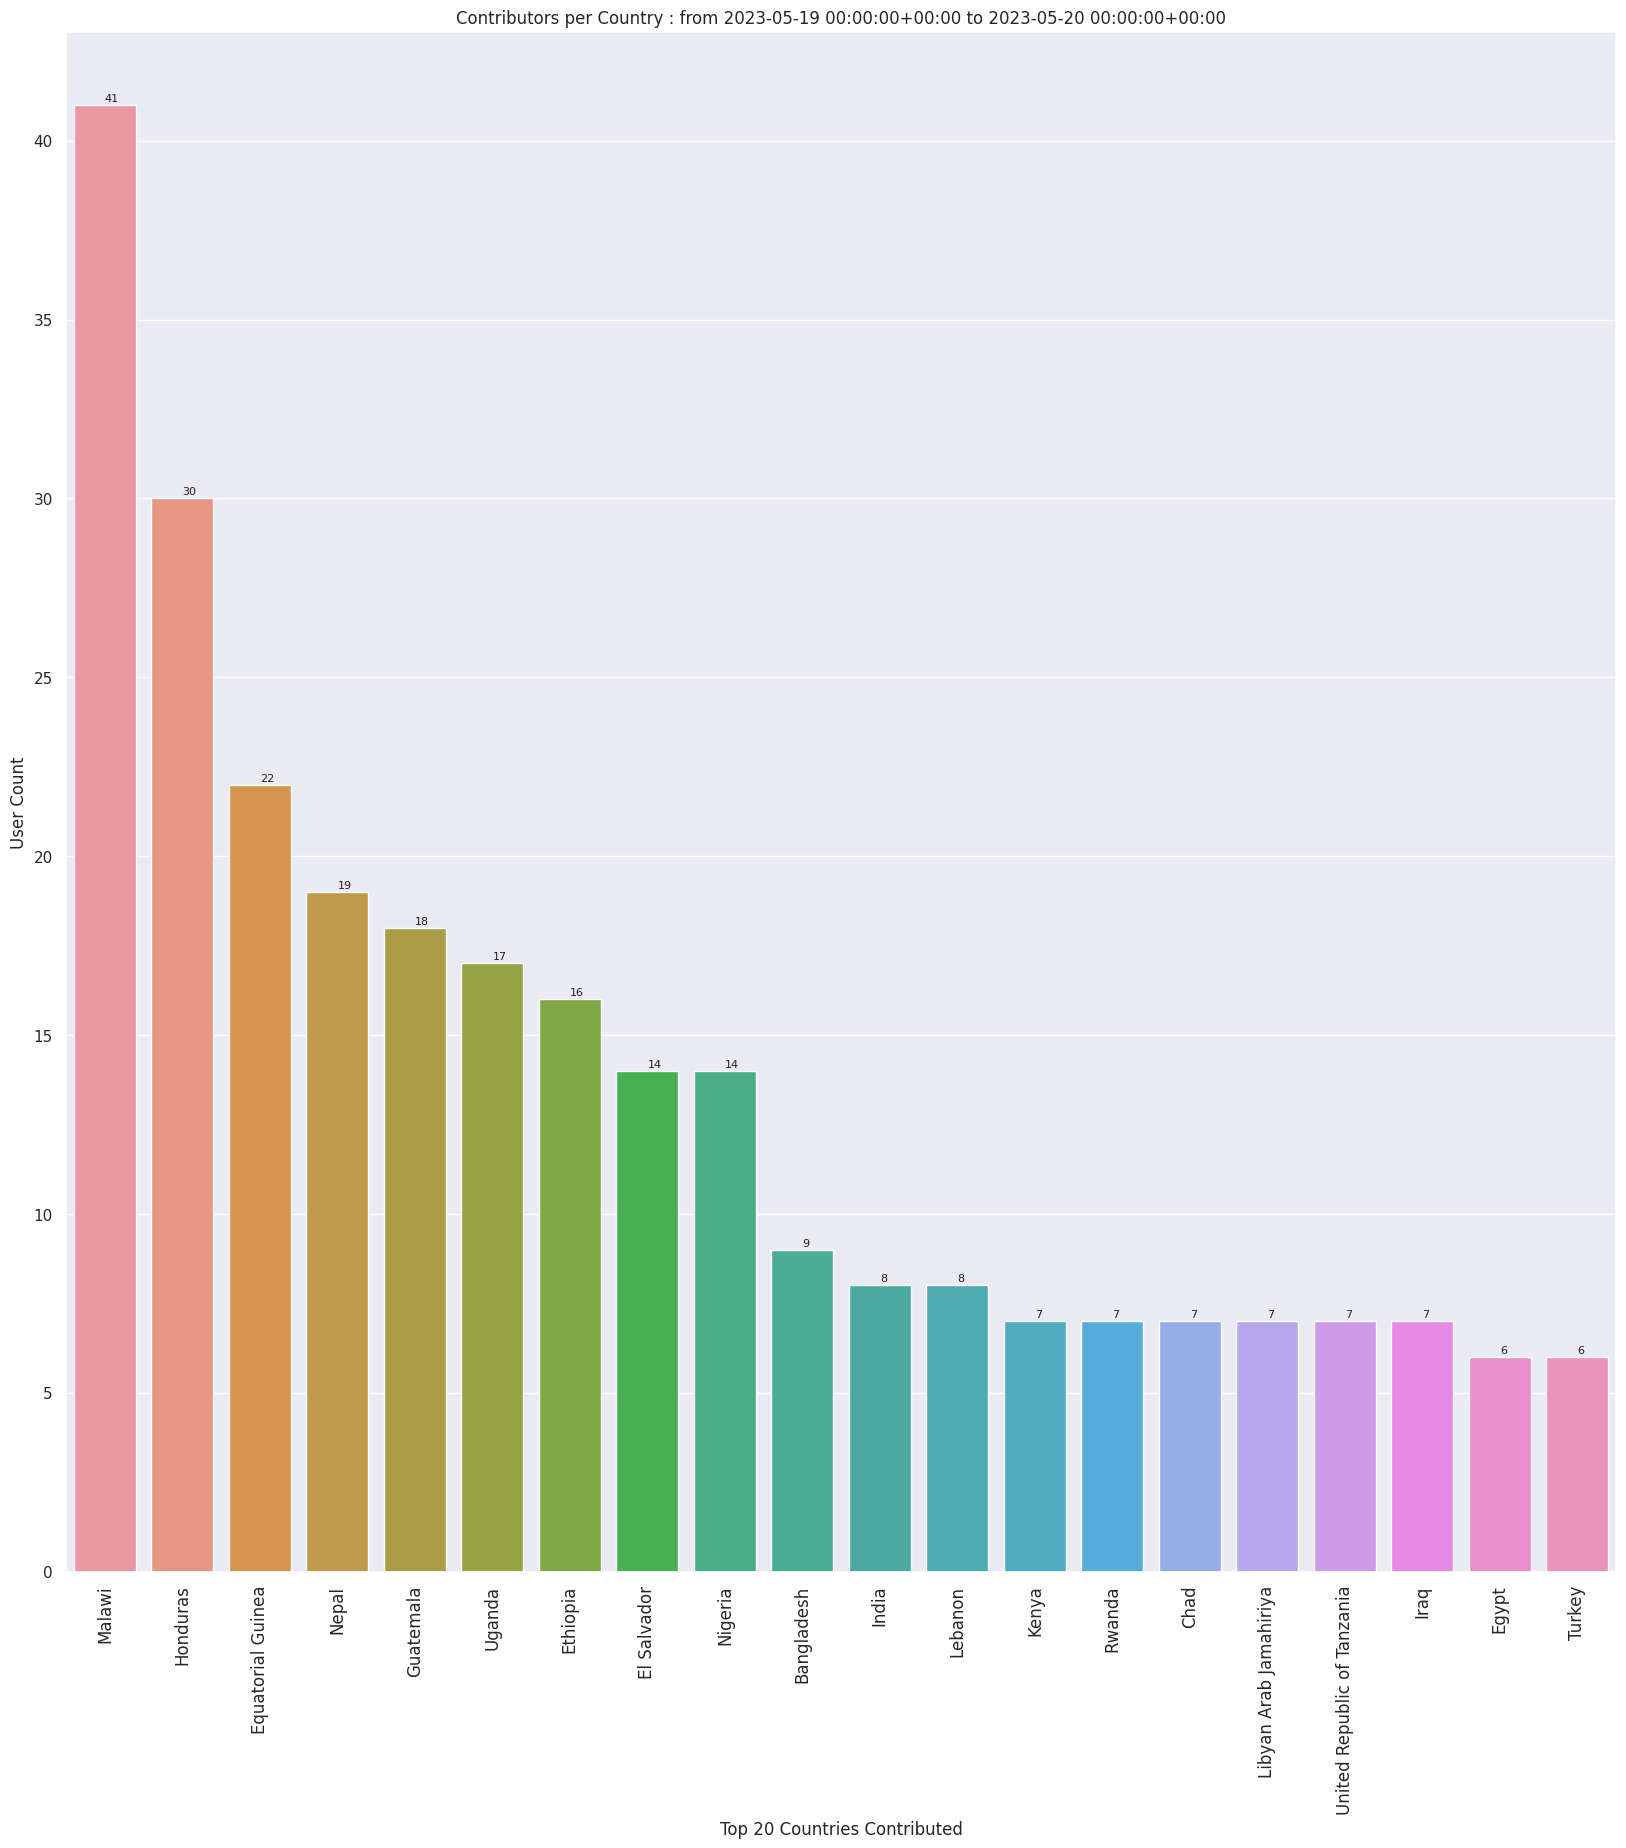 Contributors per Country : from 2023-05-19 00:00:00+00:00 to 2023-05-20 00:00:00+00:00
User Count
40
35
30
25
20
15
10
5
0
41
30
22
19
18
17
16
14
14
9
8
8
7
7
7
7
7
7
6
6
Malawi
Honduras
Equatorial Guinea
Nepal
Guatemala
Uganda
Ethiopia
El Salvador
Nigeria
Bangladesh
India
Lebanon
Kenya
Rwanda
Chad
Libyan Arab Jamahiriya
United Republic of Tanzania
Iraq
Egypt
Turkey
Top 20 Countries Contributed